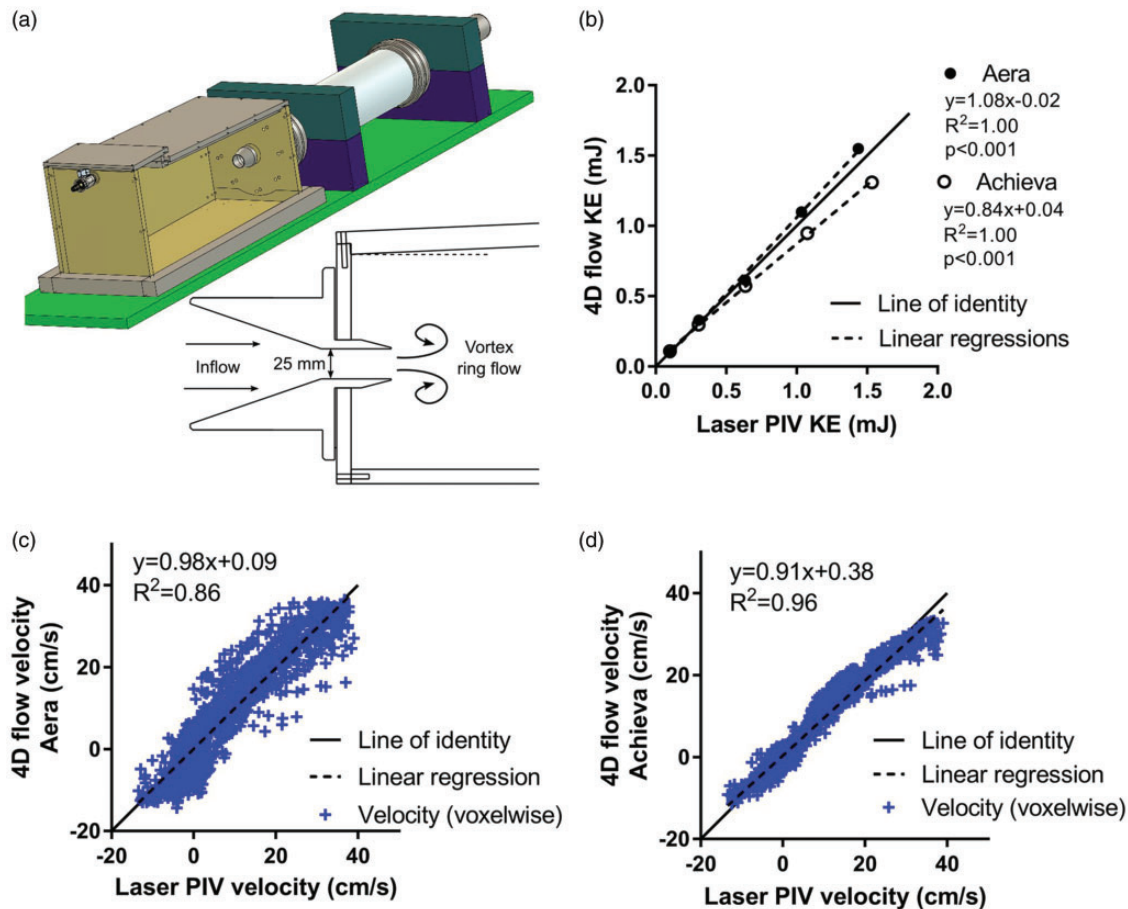 (a)
Inflow
25 mm
Vortex
ring flow
(b)
4D flow KE (mJ)
2.0
1.5
1.0
0.5
0.0
0.0 0.5 1.0 1.5 2.0
Laser PIV KE (mJ)
Aera
y=1.08x-0.02
R²=1.00
p<0.001
Achieva
y=0.84x+0.04
R²=1.00
p<0.001
Line of identity
Linear regressions
(c)
y=0.98x+0.09
R²=0.86
4D flow velocity
Aera (cm/s)
40
20
0
-20
-20 0 20 40
Laser PIV velocity (cm/s)
Line of identity
Linear regression
Velocity (voxelwise)
(d)
y=0.91x+0.38
R²=0.96
4D flow velocity
Achieva (cm/s)
40
20
0
-20
-20 0 20 40
Laser PIV velocity (cm/s)
Line of identity
Linear regression
Velocity (voxelwise)